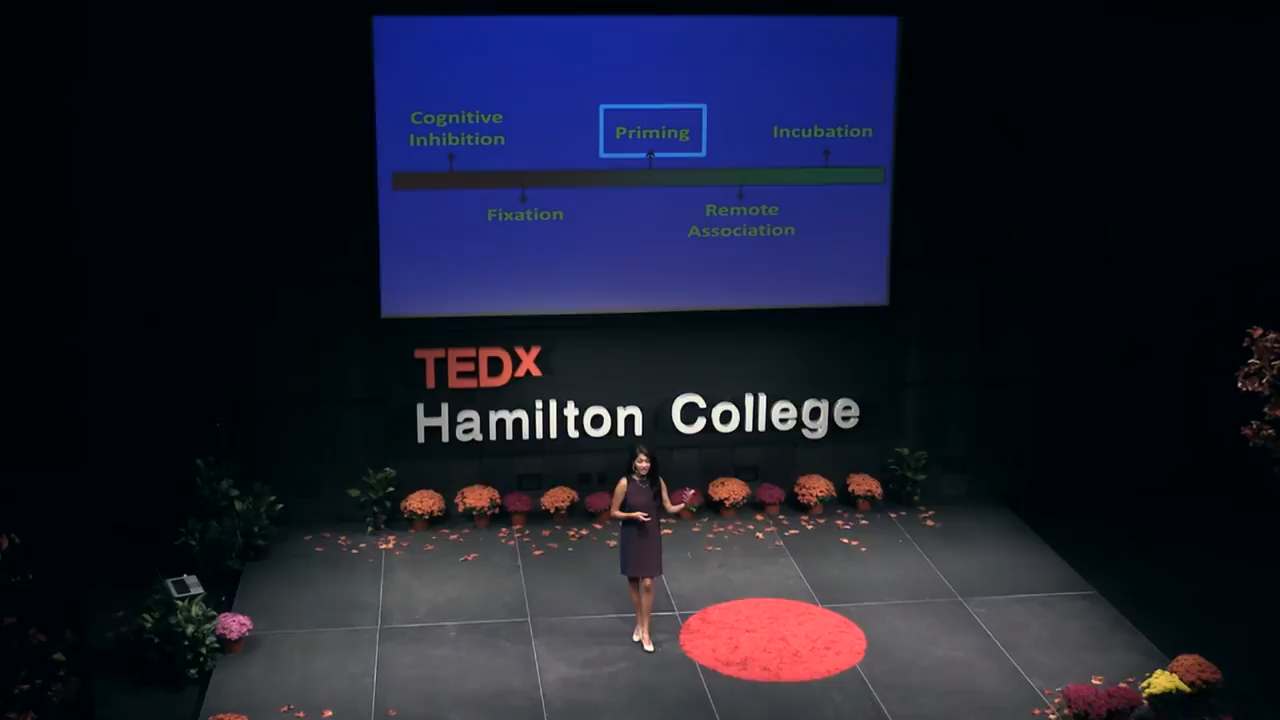 Cognitive
Inhibition
Priming
Incubation
Fixation
Remote
Association
TEDx
Hamilton College